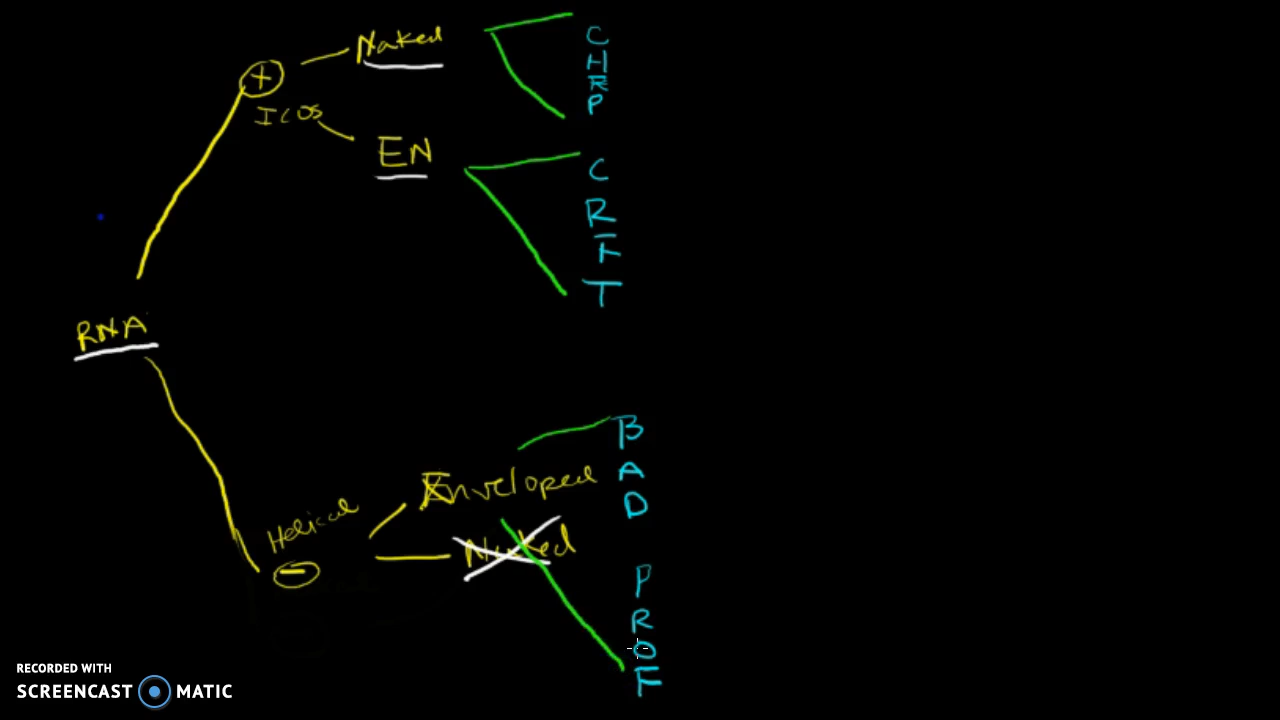 Naked
+
ICOS
EN
C
H
E
P
C
R
F
T
RNA
Helical
−
Enveloped
Naked
B
A
D
P
R
O
F
RECORDED WITH
SCREENCAST MATIC